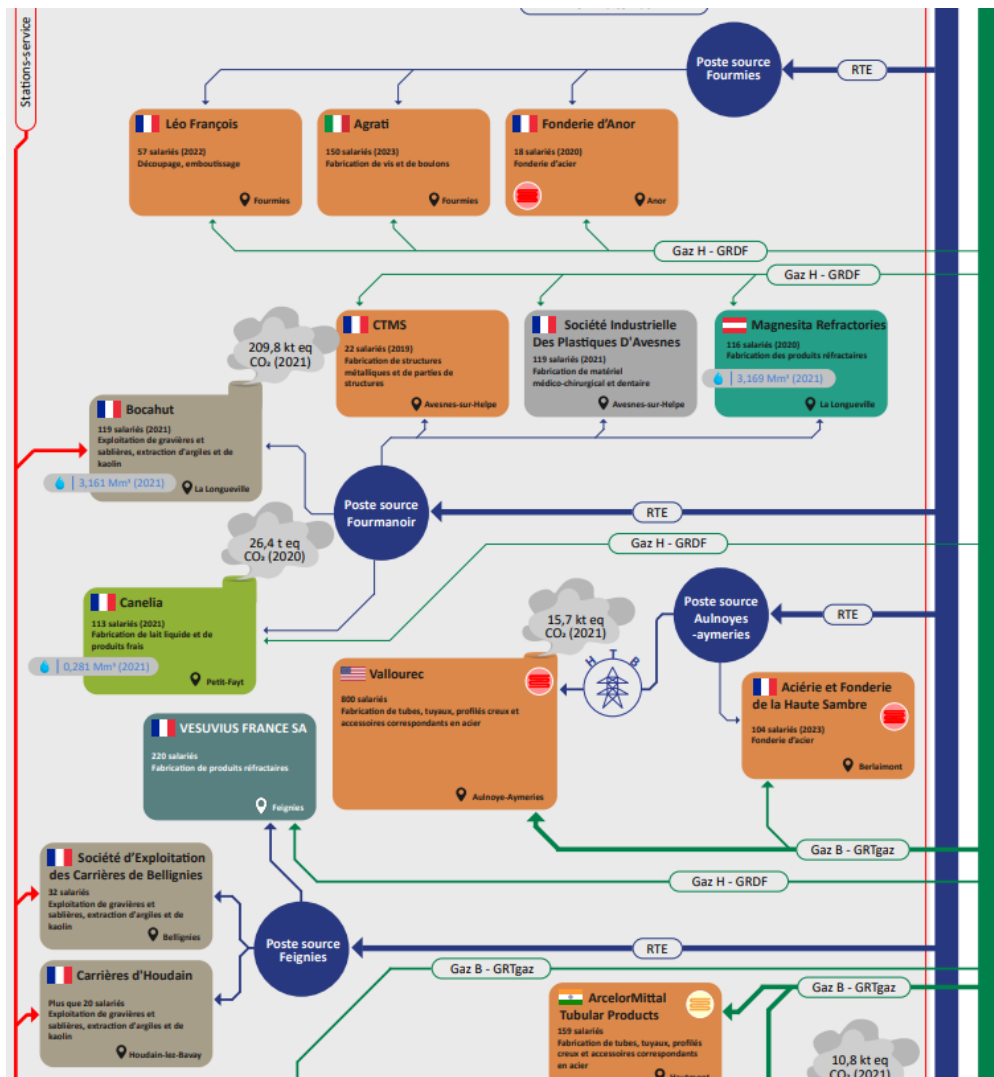 Stations-service
Poste source
Fourmies
RTE
Léo François
57 salariés (2022)
Découpage, emboutissage
Fourmies
Agrati
150 salariés (2023)
Fabrication de vis et de boulons
Fourmies
Fonderie d'Anor
18 salariés (2020)
Fonderie d'acier
Anor
Gaz H - GRDF
Gaz H - GRDF
209,8 kt eq
CO₂ (2021)
CTMS
22 salariés (2019)
Fabrication de structures
métalliques et de parties de
structures
Avesnes-sur-Helpe
Société Industrielle
Des Plastiques D'Avesnes
119 salariés (2021)
Fabrication de matériel
médico-chirurgical et dentaire
Avesnes-sur-Helpe
Magnesita Refractories
116 salariés (2020)
Fabrication des produits réfractaires
3,169 Mm³ (2021)
La Longueville
Bocahut
119 salariés (2021)
Exploitation de gravières et
sablières, extraction d'argiles et de
kaolin
3,161 Mm³ (2021)
La Longueville
Poste source
Fourmanoir
RTE
26,4 t eq
CO₂ (2020)
Gaz H - GRDF
Canelia
113 salariés (2021)
Fabrication de lait liquide et de
produits frais
0,281 Mm³ (2021)
Petit-Fayt
15,7 kt eq
CO₂ (2021)
Poste source
Aulnoyes
-aymeries
RTE
HTB
Vallourec
800 salariés
Fabrication de tubes, tuyaux, profilés creux et
accessoires correspondants en acier
Aulnoye-Aymeries
Aciérie et Fonderie
de la Haute Sambre
104 salariés (2023)
Fonderie d'acier
Berlaimont
VESUVIUS FRANCE SA
220 salariés
Fabrication de produits réfractaires
Feignies
Gaz B - GRTgaz
Gaz H - GRDF
Société d'Exploitation
des Carrières de Bellignies
32 salariés
Exploitation de gravières et
sablières, extraction d'argiles et de
kaolin
Bellignies
Poste source
Feignies
RTE
Gaz B - GRTgaz
Carrières d'Houdain
Plus que 20 salariés
Exploitation de gravières et
sablières, extraction d'argiles et de
kaolin
Houdain-lez-Bavay
ArcelorMittal
Tubular Products
159 salariés
Fabrication de tubes, tuyaux, profilés
creux et accessoires correspondants
en acier
Gaz B - GRTgaz
10,8 kt eq
CO₂ (2021)